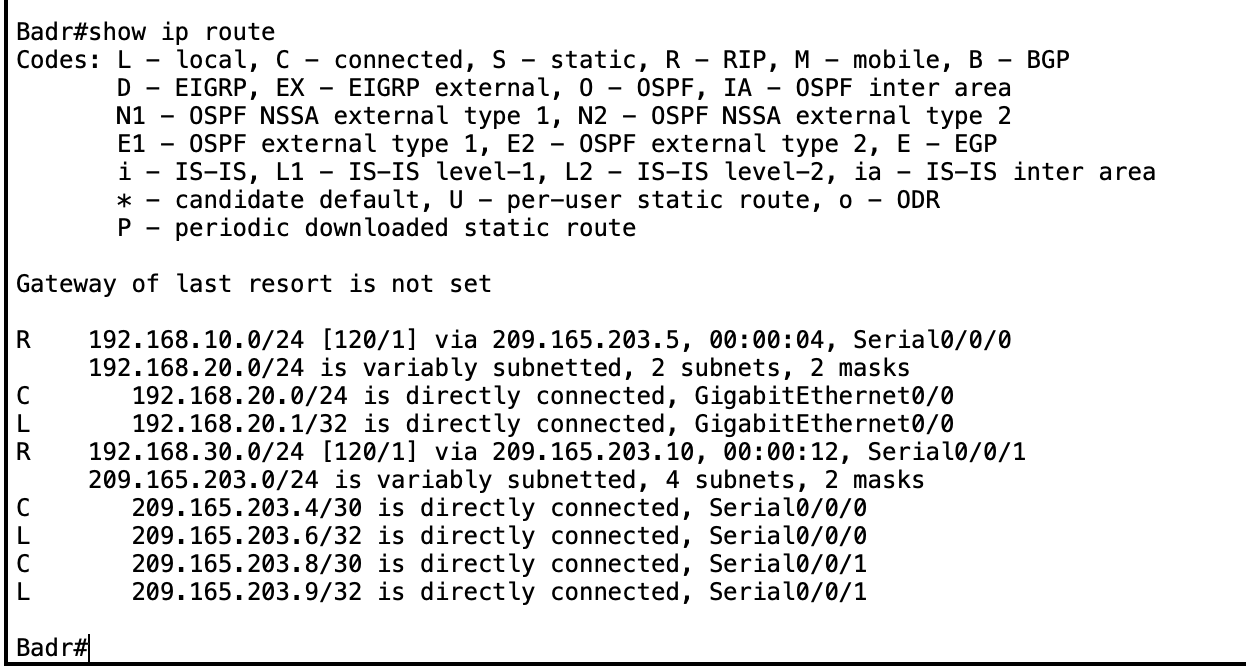 Badr#show ip route
Codes: L – local, C – connected, S – static, R – RIP, M – mobile, B – BGP
       D – EIGRP, EX – EIGRP external, O – OSPF, IA – OSPF inter area
       N1 – OSPF NSSA external type 1, N2 – OSPF NSSA external type 2
       E1 – OSPF external type 1, E2 – OSPF external type 2, E – EGP
       i – IS–IS, L1 – IS–IS level–1, L2 – IS–IS level–2, ia – IS–IS inter area
       * – candidate default, U – per–user static route, o – ODR
       P – periodic downloaded static route

Gateway of last resort is not set

R    192.168.10.0/24 [120/1] via 209.165.203.5, 00:00:04, Serial0/0/0
     192.168.20.0/24 is variably subnetted, 2 subnets, 2 masks
C       192.168.20.0/24 is directly connected, GigabitEthernet0/0
L       192.168.20.1/32 is directly connected, GigabitEthernet0/0
R    192.168.30.0/24 [120/1] via 209.165.203.10, 00:00:12, Serial0/0/1
     209.165.203.0/24 is variably subnetted, 4 subnets, 2 masks
C       209.165.203.4/30 is directly connected, Serial0/0/0
L       209.165.203.6/32 is directly connected, Serial0/0/0
C       209.165.203.8/30 is directly connected, Serial0/0/1
L       209.165.203.9/32 is directly connected, Serial0/0/1

Badr#